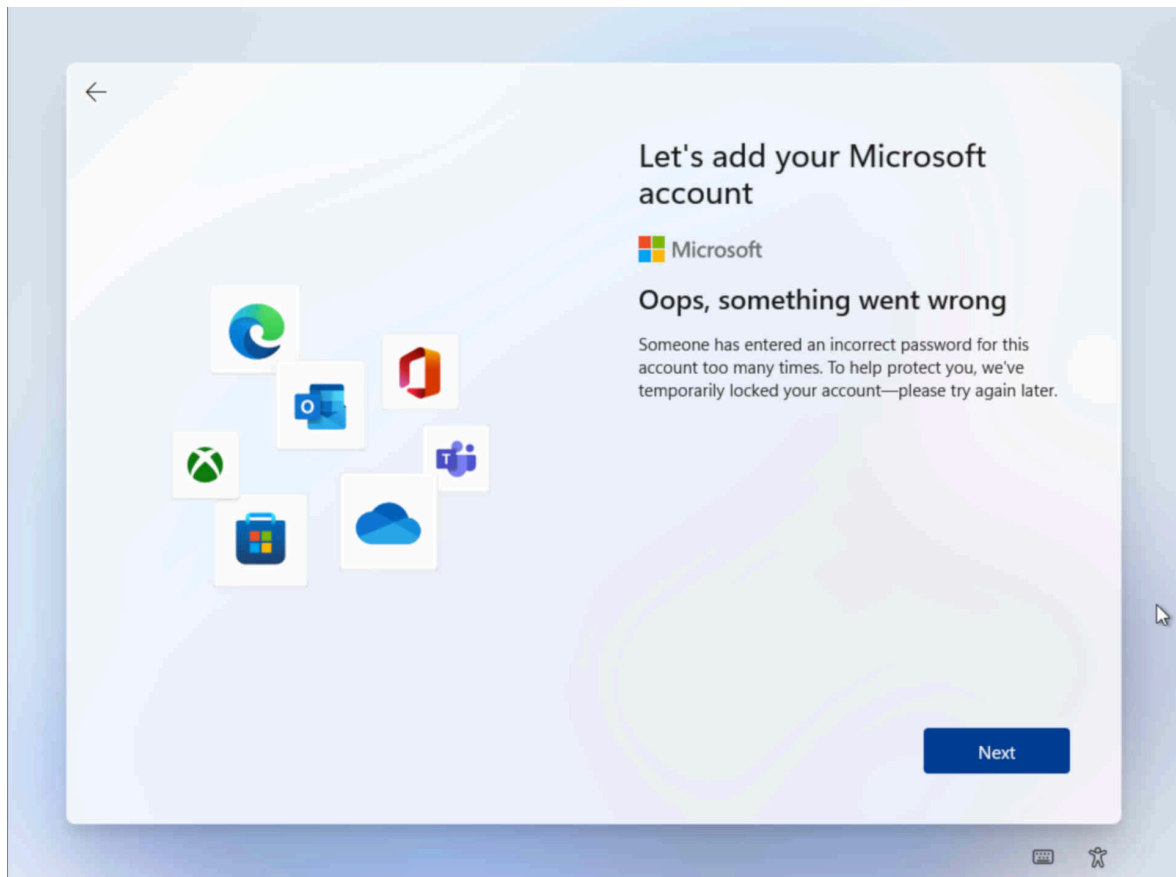 Let's add your Microsoft
account
Microsoft
Oops, something went wrong
Someone has entered an incorrect password for this
account too many times. To help protect you, we've
temporarily locked your account—please try again later.
O
T
Next